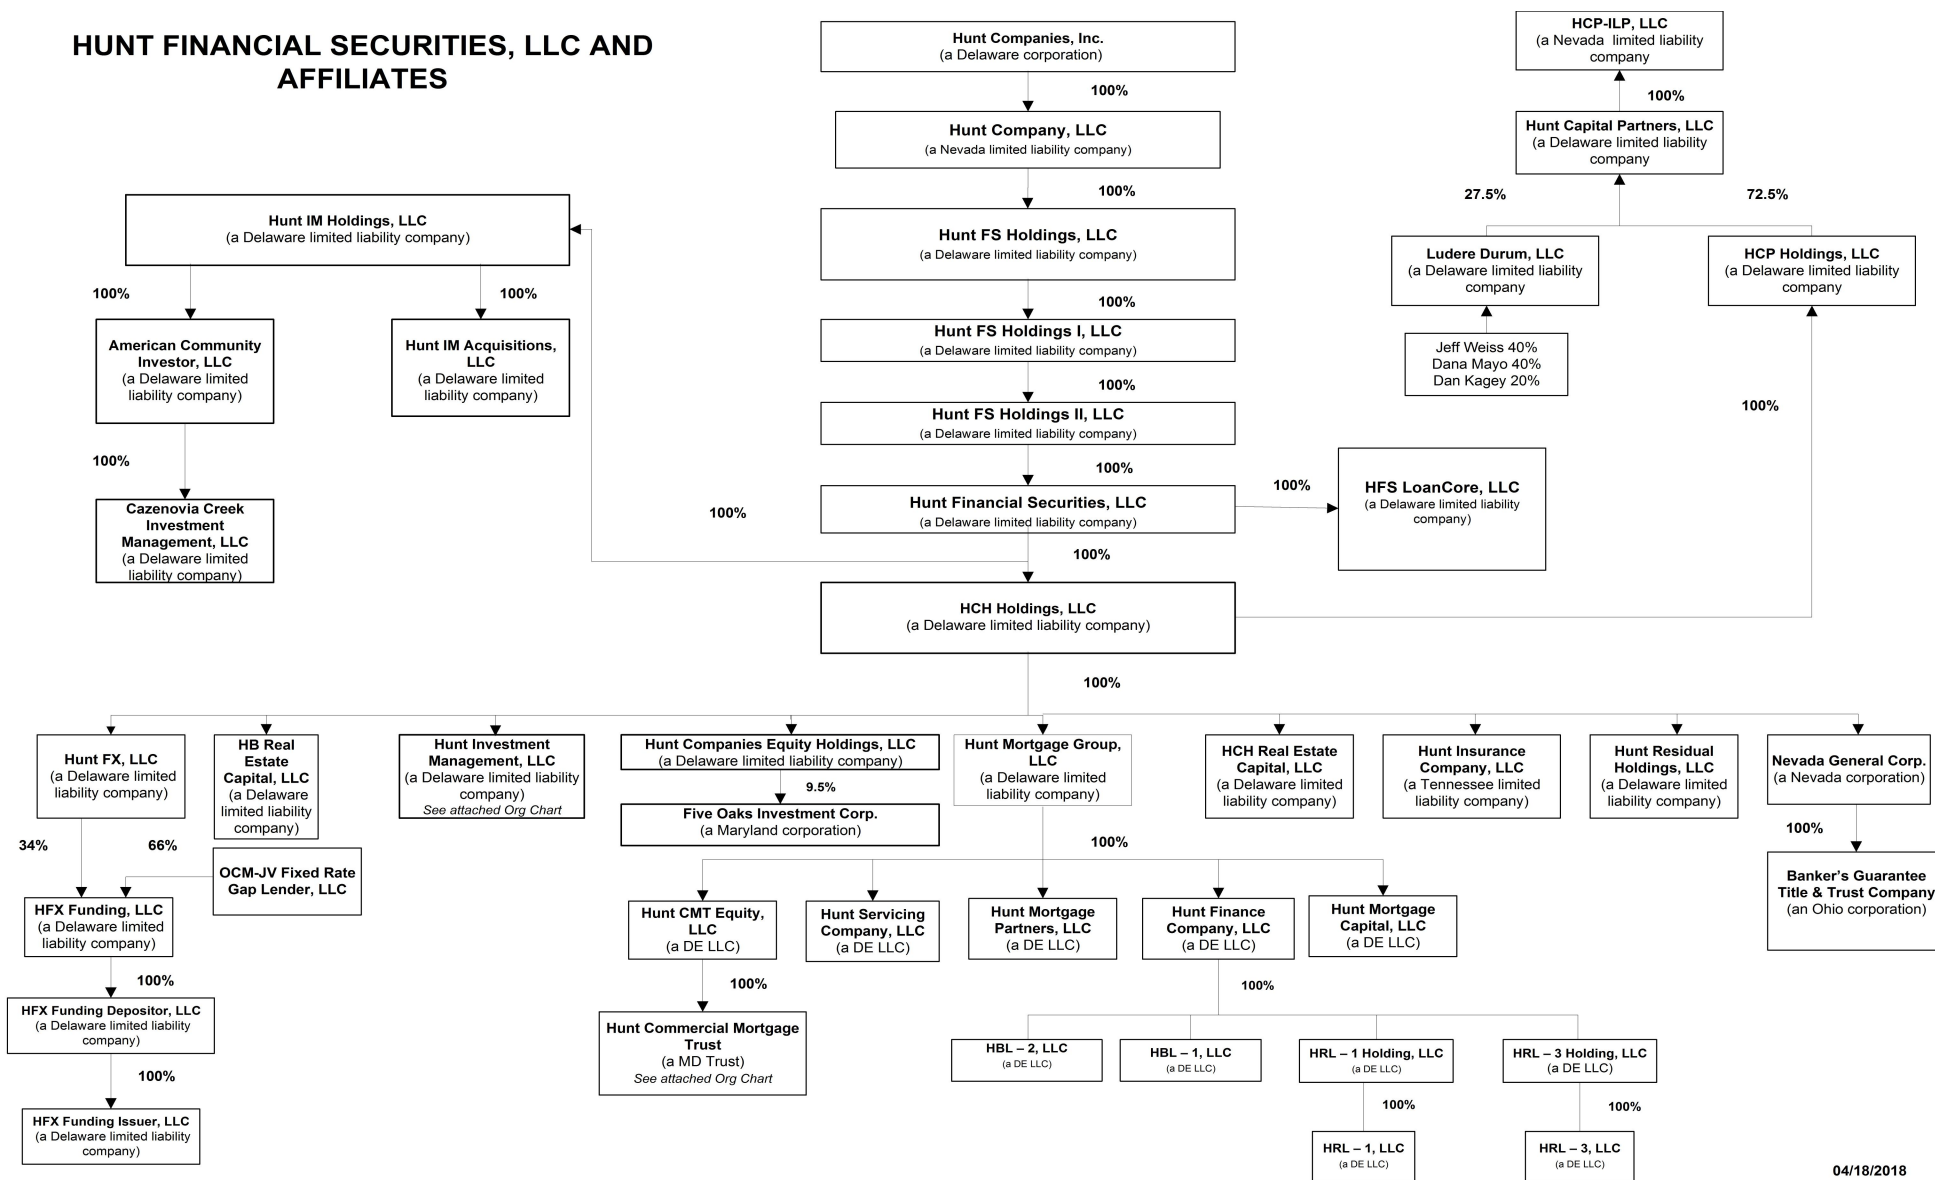 HUNT FINANCIAL SECURITIES, LLC AND
AFFILIATES
Hunt Companies, Inc.
(a Delaware corporation)
100%
Hunt Company, LLC
(a Nevada limited liability company)
100%
Hunt FS Holdings, LLC
(a Delaware limited liability company)
100%
Hunt FS Holdings I, LLC
(a Delaware limited liability company)
100%
Hunt FS Holdings II, LLC
(a Delaware limited liability company)
100%
Hunt Financial Securities, LLC
(a Delaware limited liability company)
100%
HFS LoanCore, LLC
(a Delaware limited liability
company)
100%
100%
HCH Holdings, LLC
(a Delaware limited liability company)
HCP-ILP, LLC
(a Nevada limited liability
company
100%
Hunt Capital Partners, LLC
(a Delaware limited liability
company
27.5%
72.5%
Ludere Durum, LLC
(a Delaware limited liability
company
HCP Holdings, LLC
(a Delaware limited liability
company
Jeff Weiss 40%
Dana Mayo 40%
Dan Kagey 20%
100%
Hunt IM Holdings, LLC
(a Delaware limited liability company)
100%
100%
American Community
Investor, LLC
(a Delaware limited
liability company)
Hunt IM Acquisitions,
LLC
(a Delaware limited
liability company)
100%
Cazenovia Creek
Investment
Management, LLC
(a Delaware limited
liability company)
100%
Hunt FX, LLC
(a Delaware limited
liability company)
HB Real
Estate
Capital, LLC
(a Delaware
limited liability
company)
Hunt Investment
Management, LLC
(a Delaware limited liability
company)
See attached Org Chart
Hunt Companies Equity Holdings, LLC
(a Delaware limited liability company)
9.5%
Five Oaks Investment Corp.
(a Maryland corporation)
Hunt Mortgage Group,
LLC
(a Delaware limited
liability company)
HCH Real Estate
Capital, LLC
(a Delaware limited
liability company)
Hunt Insurance
Company, LLC
(a Tennessee limited
liability company)
Hunt Residual
Holdings, LLC
(a Delaware limited
liability company)
Nevada General Corp.
(a Nevada corporation)
100%
Banker's Guarantee
Title & Trust Company
(an Ohio corporation)
34%
66%
OCM-JV Fixed Rate
Gap Lender, LLC
HFX Funding, LLC
(a Delaware limited
liability company)
100%
HFX Funding Depositor, LLC
(a Delaware limited liability
company)
100%
HFX Funding Issuer, LLC
(a Delaware limited liability
company)
100%
Hunt CMT Equity,
LLC
(a DE LLC)
Hunt Servicing
Company, LLC
(a DE LLC)
Hunt Mortgage
Partners, LLC
(a DE LLC)
Hunt Finance
Company, LLC
(a DE LLC)
Hunt Mortgage
Capital, LLC
(a DE LLC)
100%
Hunt Commercial Mortgage
Trust
(a MD Trust)
See attached Org Chart
100%
HBL – 2, LLC
(a DE LLC)
HBL – 1, LLC
(a DE LLC)
HRL – 1 Holding, LLC
(a DE LLC)
HRL – 3 Holding, LLC
(a DE LLC)
100%
100%
HRL – 1, LLC
(a DE LLC)
HRL – 3, LLC
(a DE LLC)
04/18/2018